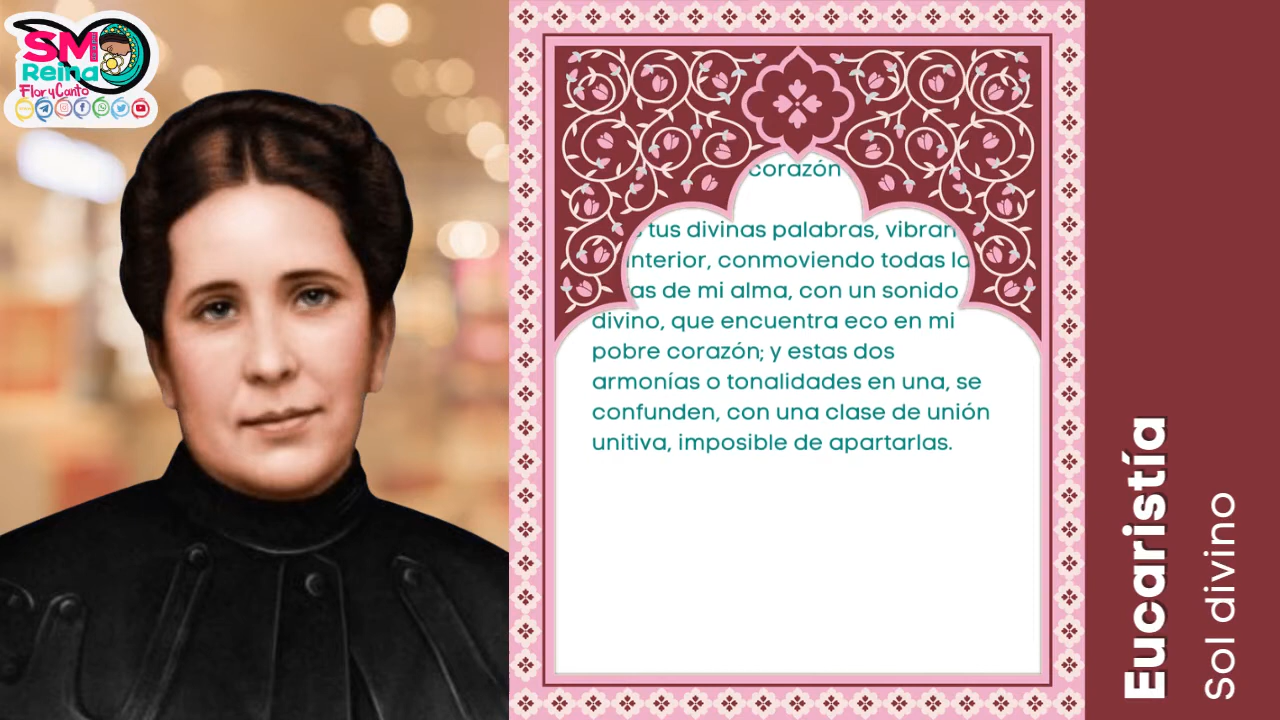 SM
Reina
Flor y Canto
corazón
tus divinas palabras, vibran
interior, conmoviendo todas
as de mi alma, con un sonido
divino, que encuentra eco en mi
pobre corazón; y estas dos
armonías o tonalidades en una, se
confunden, con una clase de unión
unitiva, imposible de apartarlas.
Eucaristía
Sol divino